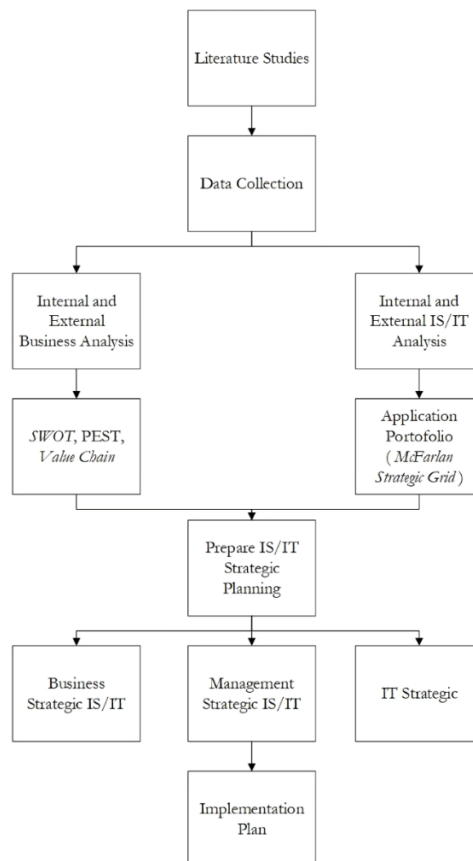 Literature Studies
Data Collection
Internal and
External
Business Analysis
Internal and
External IS/IT
Analysis
SWOT, PEST,
Value Chain
Application
Portofolio
( McFarlan
Strategic Grid )
Prepare IS/IT
Strategic
Planning
Business
Strategic IS/IT
Management
Strategic IS/IT
IT Strategic
Implementation
Plan